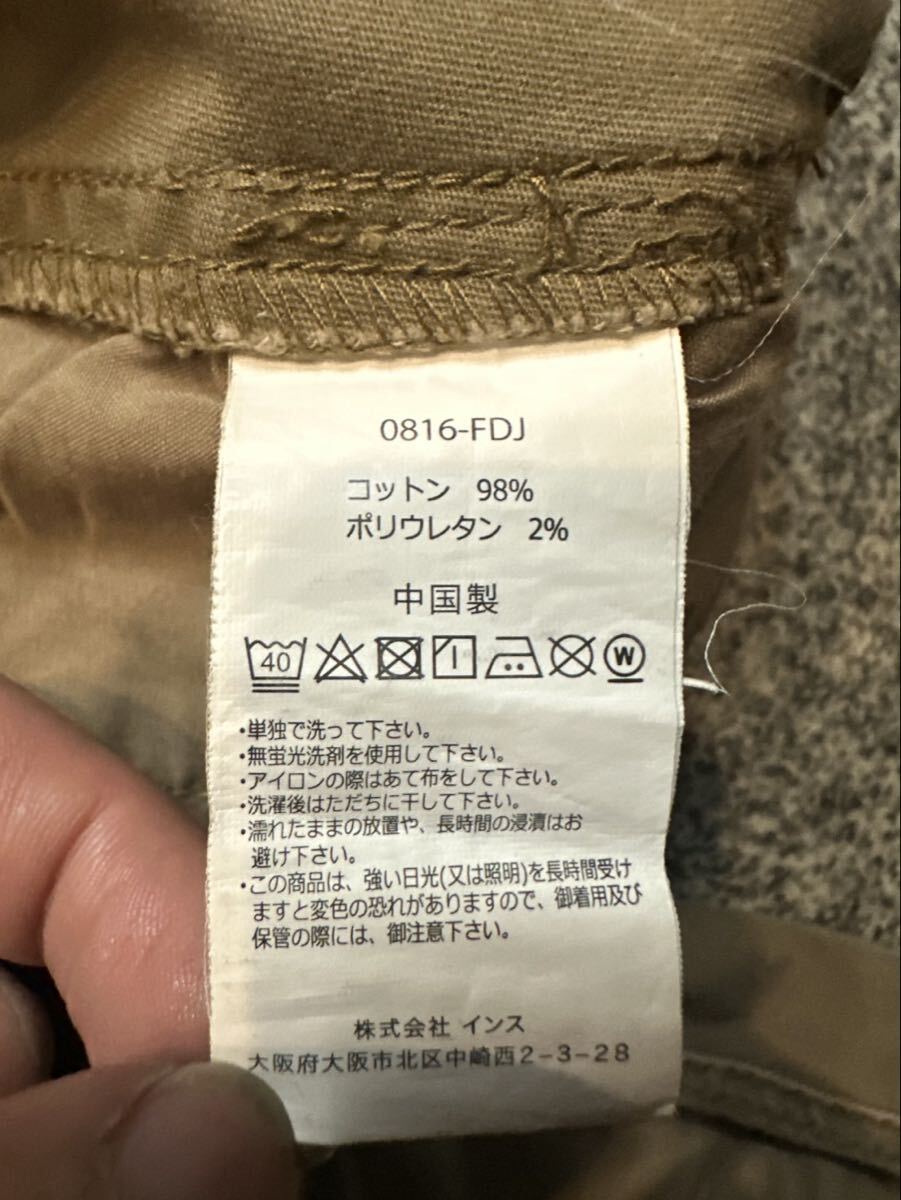 0816-FDJ
コットン 98%
ポリウレタン 2%
中国製
40 W
・単独で洗って下さい。
・無蛍光洗剤を使用して下さい。
・アイロンの際はあて布をして下さい。
・洗濯後はただちに干して下さい。
・濡れたままの放置や、長時間の浸漬はお
避け下さい。
・この商品は、強い日光(又は照明)を長時間受け
ますと変色の恐れがありますので、御着用及び
保管の際には、御注意下さい。
株式会社 インス
大阪府大阪市北区中崎西2-3-28